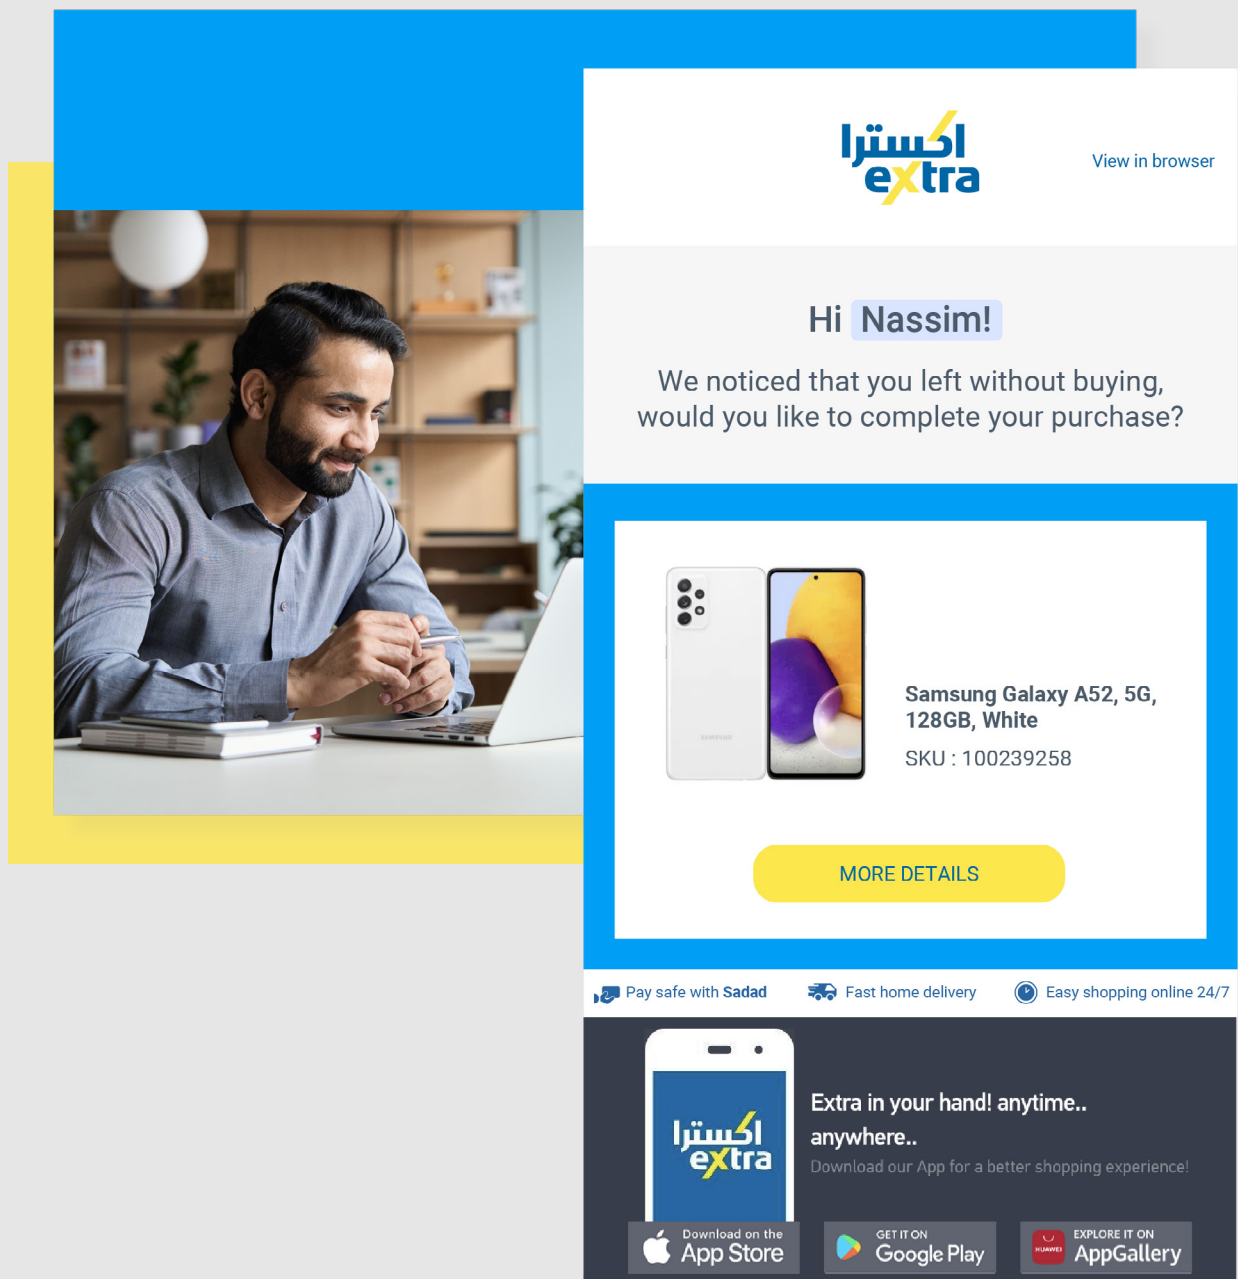 اكسترا
extra
View in browser
Hi Nassim!
We noticed that you left without buying,
would you like to complete your purchase?
SAMSUNG
Samsung Galaxy A52, 5G,
128GB, White
SKU : 100239258
MORE DETAILS
Pay safe with Sadad
Fast home delivery
Easy shopping online 24/7
اكسترا
extra
Extra in your hand! anytime..
anywhere..
Download our App for a better shopping experience!
Download on the
App Store
GET IT ON
Google Play
HUAWEI
EXPLORE IT ON
AppGallery